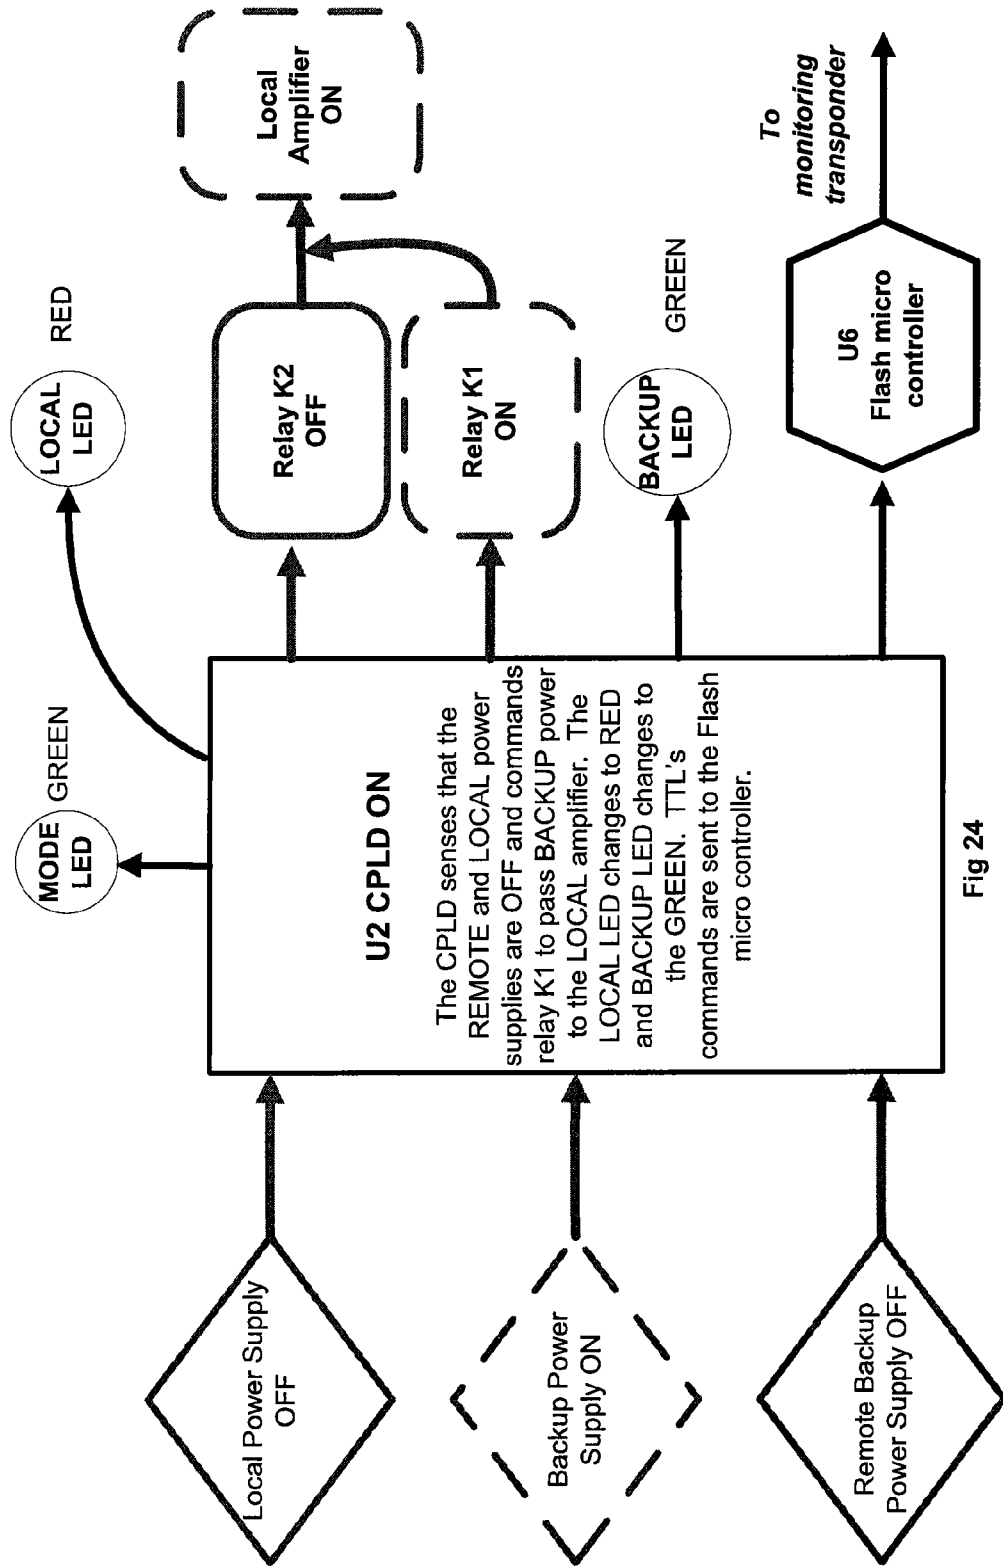 Local Power Supply
OFF
Backup Power
Supply ON
Remote Backup
Power Supply OFF
MODE
LED
GREEN
LOCAL
LED
RED
U2 CPLD ON
The CPLD senses that the
REMOTE and LOCAL power
supplies are OFF and commands
relay K1 to pass BACKUP power
to the LOCAL amplifier. The
LOCAL LED changes to RED
and BACKUP LED changes to
the GREEN. TTL's
commands are sent to the Flash
micro controller.
Relay K2
OFF
Relay K1
ON
Local
Amplifier
ON
BACKUP
LED
GREEN
U6
Flash micro
controller
To
monitoring
transponder
Fig 24